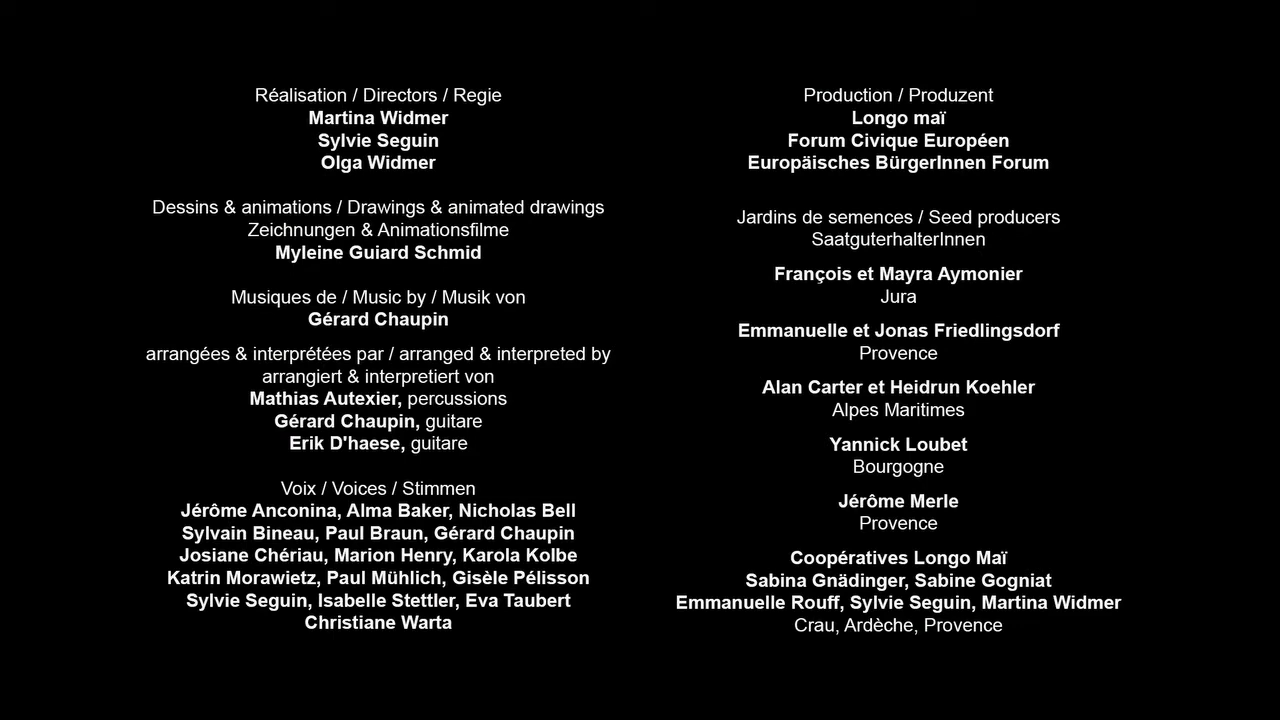 Réalisation / Directors / Regie
Martina Widmer
Sylvie Seguin
Olga Widmer
Dessins & animations / Drawings & animated drawings
Zeichnungen & Animationsfilme
Myleine Guiard Schmid
Musiques de / Music by / Musik von
Gérard Chaupin
arrangées & interprétées par / arranged & interpreted by
arrangiert & interpretiert von
Mathias Autexier, percussions
Gérard Chaupin, guitare
Erik D'haese, guitare
Voix / Voices / Stimmen
Jérôme Anconina, Alma Baker, Nicholas Bell
Sylvain Bineau, Paul Braun, Gérard Chaupin
Josiane Chériau, Marion Henry, Karola Kolbe
Katrin Morawietz, Paul Mühlich, Gisèle Pélisson
Sylvie Seguin, Isabelle Stettler, Eva Taubert
Christiane Warta
Production / Produzent
Longo maï
Forum Civique Européen
Europäisches BürgerInnen Forum
Jardins de semences / Seed producers
SaatguterhalterInnen
François et Mayra Aymonier
Jura
Emmanuelle et Jonas Friedlingsdorf
Provence
Alan Carter et Heidrun Koehler
Alpes Maritimes
Yannick Loubet
Bourgogne
Jérôme Merle
Provence
Coopératives Longo Maï
Sabina Gnädinger, Sabine Gogniat
Emmanuelle Rouff, Sylvie Seguin, Martina Widmer
Crau, Ardèche, Provence